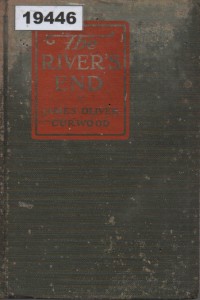 19446
The
RIVER'S
END
JAMES OLIVER
CURWOOD